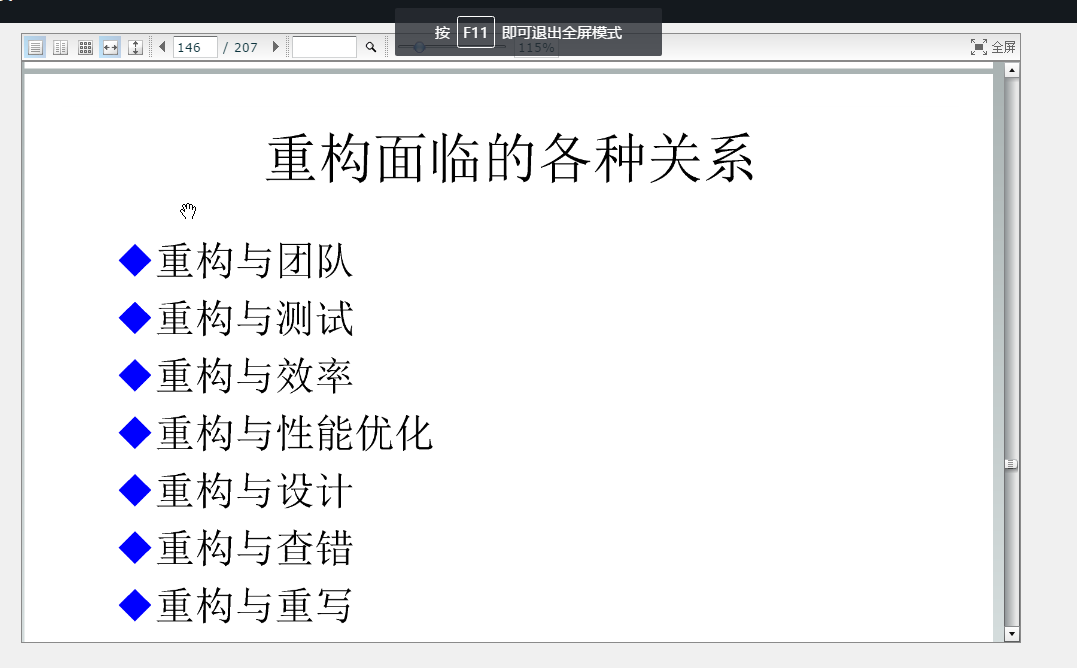 按 F11 即可退出全屏模式
146 / 207
115%
全屏
重构面临的各种关系
◆重构与团队
◆重构与测试
◆重构与效率
◆重构与性能优化
◆重构与设计
◆重构与查错
◆重构与重写